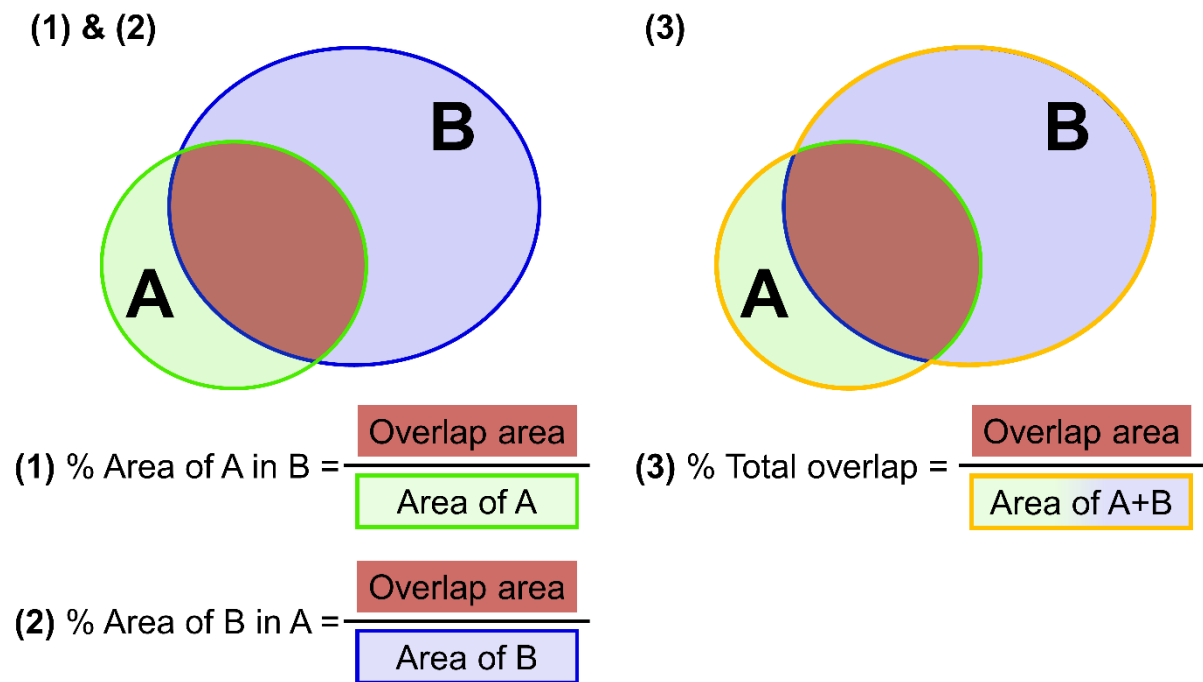 (1) & (2)
B
A
Overlap area
(1) % Area of A in B =
Area of A
Overlap area
(2) % Area of B in A =
Area of B
(3)
B
A
Overlap area
(3) % Total overlap =
Area of A+B